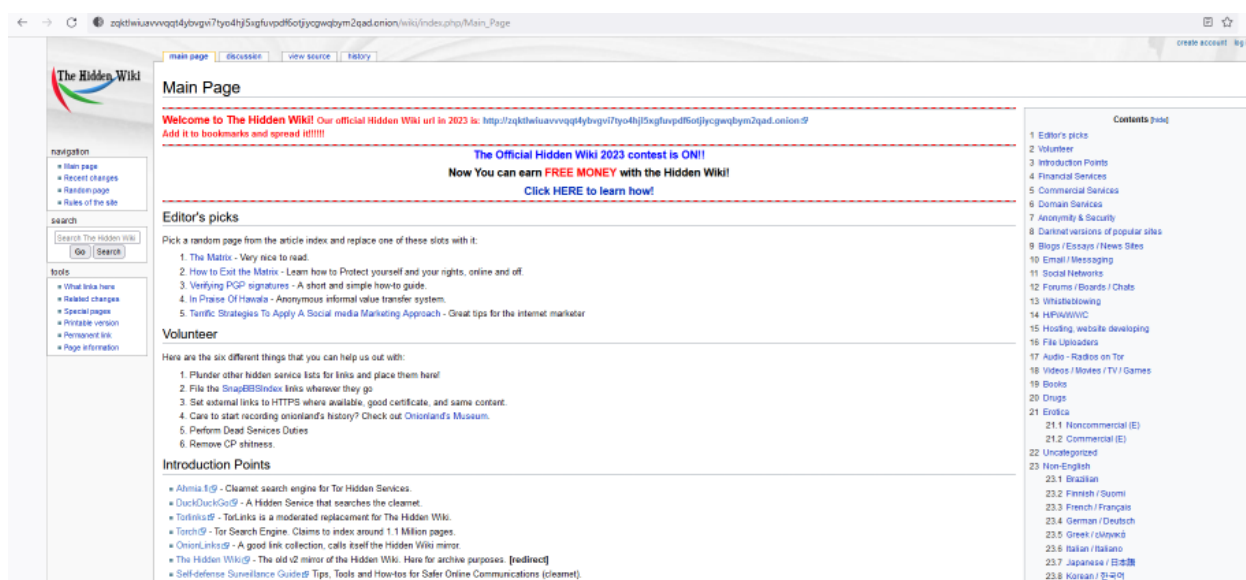 zqktlwiuavvvqqt4ybvgvi7tyo4hjl5xgfuvpdf6otjiycgwqbym2qad.onion/wiki/index.php/Main_Page
create account log
main page discussion view source history
The Hidden Wiki
Main Page
Welcome to The Hidden Wiki! Our official Hidden Wiki url in 2023 is: http://zqktlwiuavvvqqt4ybvgvi7tyo4hjl5xgfuvpdf6otjiycgwqbym2qad.onion
Add it to bookmarks and spread it!!!!!!
The Official Hidden Wiki 2023 contest is ON!!
Now You can earn FREE MONEY with the Hidden Wiki!
Click HERE to learn how!
navigation
Main page
Recent changes
Random page
Rules of the site
search
Search The Hidden Wiki
Go Search
tools
What links here
Related changes
Special pages
Printable version
Permanent link
Page information
Editor's picks
Pick a random page from the article index and replace one of these slots with it:
1. The Matrix - Very nice to read.
2. How to Exit the Matrix - Learn how to Protect yourself and your rights, online and off.
3. Verifying PGP signatures - A short and simple how-to guide.
4. In Praise Of Hawala - Anonymous informal value transfer system.
5. Terrific Strategies To Apply A Social media Marketing Approach - Great tips for the internet marketer
Volunteer
Here are the six different things that you can help us out with:
1. Plunder other hidden service lists for links and place them here!
2. File the SnapBBSIndex links wherever they go
3. Set external links to HTTPS where available, good certificate, and same content.
4. Care to start recording onionland's history? Check out Onionland's Museum.
5. Perform Dead Services Duties
6. Remove CP shitness.
Introduction Points
Ahmia.fi - Clearnet search engine for Tor Hidden Services.
DuckDuckGo - A Hidden Service that searches the clearnet.
Torlinks - TorLinks is a moderated replacement for The Hidden Wiki.
Torch - Tor Search Engine. Claims to index around 1.1 Million pages.
OnionLinks - A good link collection, calls itself the Hidden Wiki mirror.
The Hidden Wiki - The old v2 mirror of the Hidden Wiki. Here for archive purposes. [redirect]
Self-defense Surveillance Guide Tips, Tools and How-tos for Safer Online Communications (clearnet).
Contents [hide]
1 Editor's picks
2 Volunteer
3 Introduction Points
4 Financial Services
5 Commercial Services
6 Domain Services
7 Anonymity & Security
8 Darknet versions of popular sites
9 Blogs / Essays / News Sites
10 Email / Messaging
11 Social Networks
12 Forums / Boards / Chats
13 Whistleblowing
14 H/P/A/W/V/C
15 Hosting, website developing
16 File Uploaders
17 Audio - Radios on Tor
18 Videos / Movies / TV / Games
19 Books
20 Drugs
21 Erotica
21.1 Noncommercial (E)
21.2 Commercial (E)
22 Uncategorized
23 Non-English
23.1 Brazilian
23.2 Finnish / Suomi
23.3 French / Français
23.4 German / Deutsch
23.5 Greek / ελληνικά
23.6 Italian / Italiano
23.7 Japanese / 日本語
23.8 Korean / 한국어